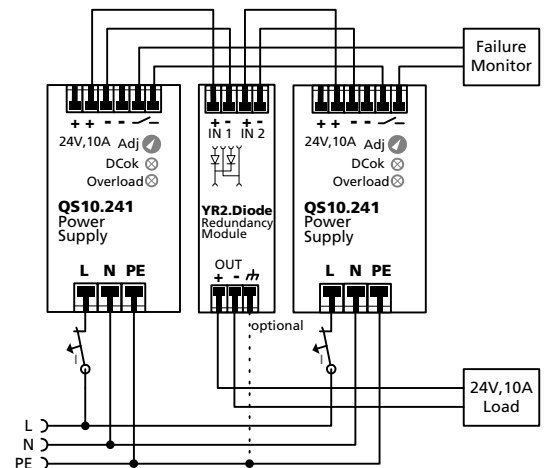 Failure
Monitor
+ + - -
24V,10A Adj
DCok
Overload
QS10.241
Power
Supply
L N PE
+ - + -
IN 1 IN 2
YR2.Diode
Redundancy
Module
OUT
+ -
optional
+ + - -
24V,10A Adj
DCok
Overload
QS10.241
Power
Supply
L N PE
I
I
24V,10A
Load
L
N
PE